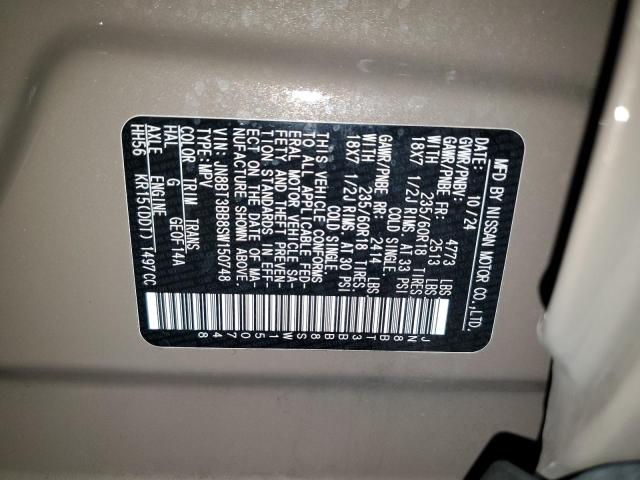 MFD BY NISSAN MOTOR CO.,LTD.
DATE: 10/24
GVWR/PNBV: 4773 LBS
GAWR/PNBE FR: 2513 LBS
235/60R18 TIRES
18X7 1/2J RIMS, AT 33 PSI
COLD SINGLE.
GAWR/PNBE RR: 2414 LBS
WITH 235/60R18 TIRES
18X7 1/2J RIMS, AT 30 PSI
COLD SINGLE.
THIS VEHICLE CONFORMS
TO ALL APPLICABLE FED-
ERAL MOTOR VEHICLE SA-
FETY AND THEFT PREVEN-
TION STANDARDS IN EFF-
ECT ON THE DATE OF MA-
NUFACTURE SHOWN ABOVE.
VIN: JN8BT3BB8SW150748
TYPE:MPV
COLOR TRIM TRANS
HAL G GEOF14A
AXLE ENGINE
HH56 KR15(DDT) 1497CC
JN8BT3BB8SW150748